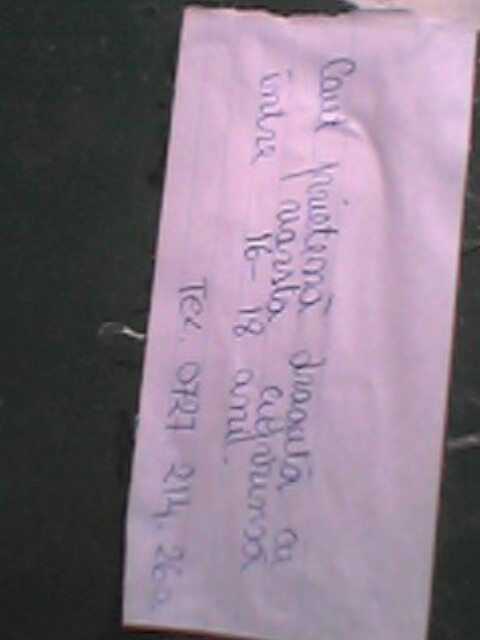 Caut prietenă drăguță cu
vârsta cuprinsă
între 16-18 ani.
Tel. 0727 214 260